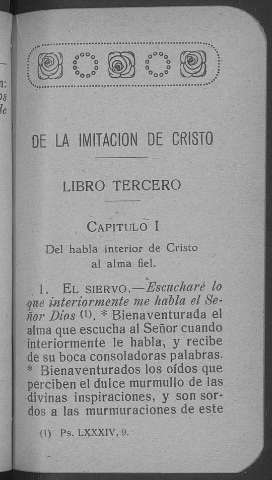 DE LA IMITACION DE CRISTO
LIBRO TERCERO
CAPITULO I
Del habla interior de Cristo
al alma fiel.
1. EL SIERVO.—Escucharé lo
que interiormente me habla el Se-
ñor Dios (1). * Bienaventurada el
alma que escucha al Señor cuando
interiormente le habla, y recibe
de su boca consoladoras palabras.
* Bienaventurados los oídos que
perciben el dulce murmullo de las
divinas inspiraciones, y son sor-
dos a las murmuraciones de este
(1) Ps. LXXXIV, 9.